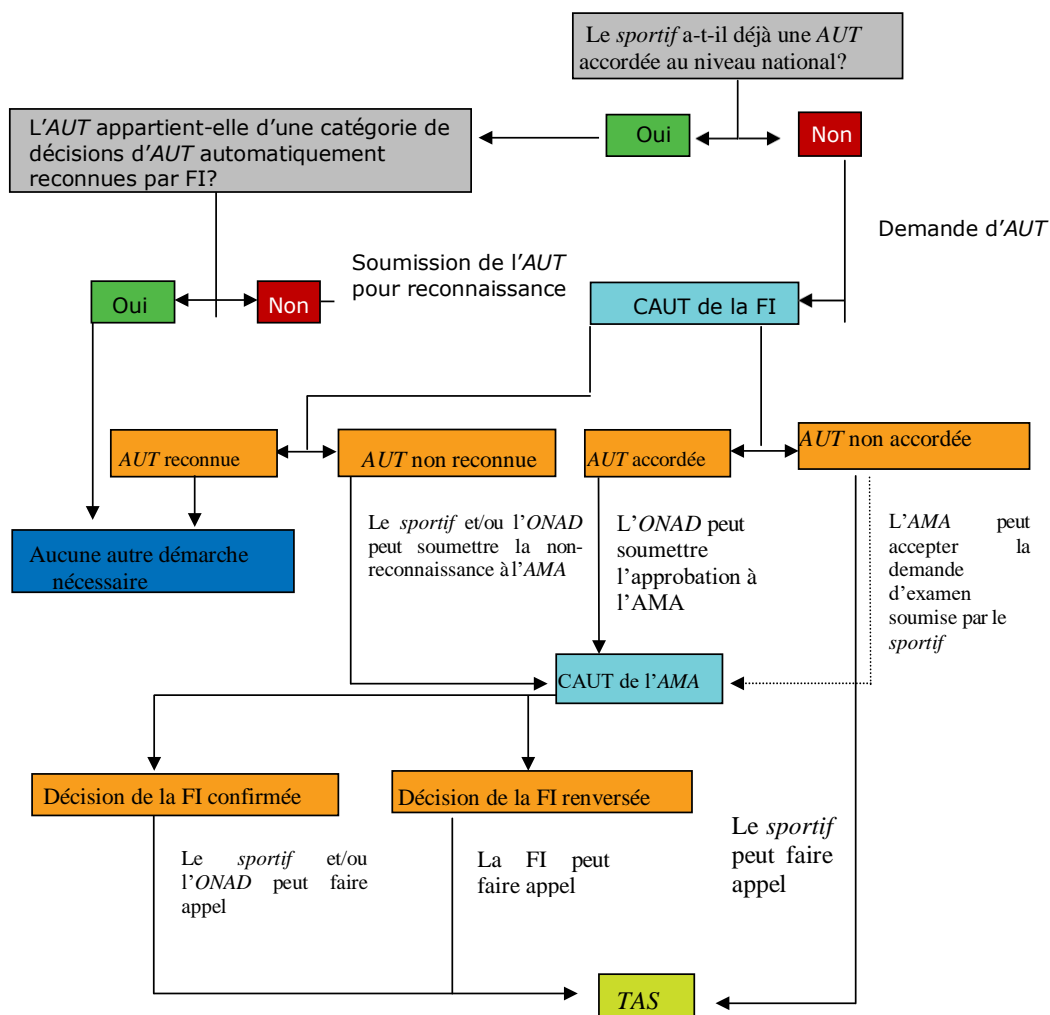 Le sportif a-t-il déjà une AUT
accordée au niveau national?
L'AUT appartient-elle d'une catégorie de
décisions d'AUT automatiquement
reconnues par FI?
Oui
Non
Demande d'AUT
Soumission de l'AUT
pour reconnaissance
Oui
Non
CAUT de la FI
AUT reconnue
AUT non reconnue
AUT accordée
AUT non accordée
Aucune autre démarche
nécessaire
Le sportif et/ou l'ONAD
peut soumettre la non-
reconnaissance à l'AMA
L'ONAD peut
soumettre
l'approbation à
l'AMA
L'AMA peut
accepter la
demande
d'examen
soumise par le
sportif
CAUT de l'AMA
Décision de la FI confirmée
Décision de la FI renversée
Le sportif et/ou
l'ONAD peut faire
appel
La FI peut
faire appel
Le sportif
peut faire
appel
TAS